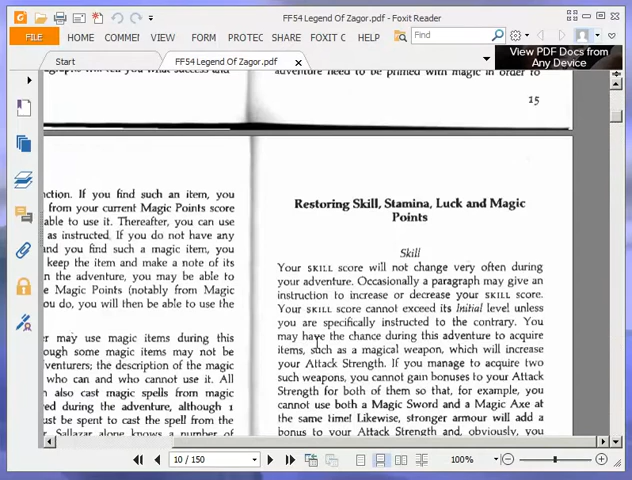 FF54 Legend Of Zagor.pdf - Foxit Reader
FILE HOME COMMEI VIEW FORM PROTEC SHARE FOXIT C HELP Find
View PDF Docs from
Any Device
Start FF54 Legend Of Zagor.pdf
adventure need to be primed with magic in order to
15
nction. If you find such an item, you
from your current Magic Points score
able to use it. Thereafter, you can use
as instructed. If you do not have any
and you find such a magic item, you
keep the item and make a note of its
n the adventure, you may be able to
e Magic Points (notably from Magic
ou do, you will then be able to use the
er may use magic items during this
ough some magic items may not be
venturers; the description of the magic
who can and who cannot use it. All
n also cast magic spells from magic
ed during the adventure, although 1
ust be spent to cast the spell from the
r. Sallazar alone knows a number of
Restoring Skill, Stamina, Luck and Magic
Points
Skill
Your SKILL score will not change very often during
your adventure. Occasionally a paragraph may give an
instruction to increase or decrease your SKILL score.
Your SKILL score cannot exceed its Initial level unless
you are specifically instructed to the contrary. You
may have the chance during this adventure to acquire
items, such as a magical weapon, which will increase
your Attack Strength. If you manage to acquire two
such weapons, you cannot gain bonuses to your Attack
Strength for both of them so that, for example, you
cannot use both a Magic Sword and a Magic Axe at
the same time! Likewise, stronger armour will add a
bonus to your Attack Strength and, obviously, you
10 / 150
100%